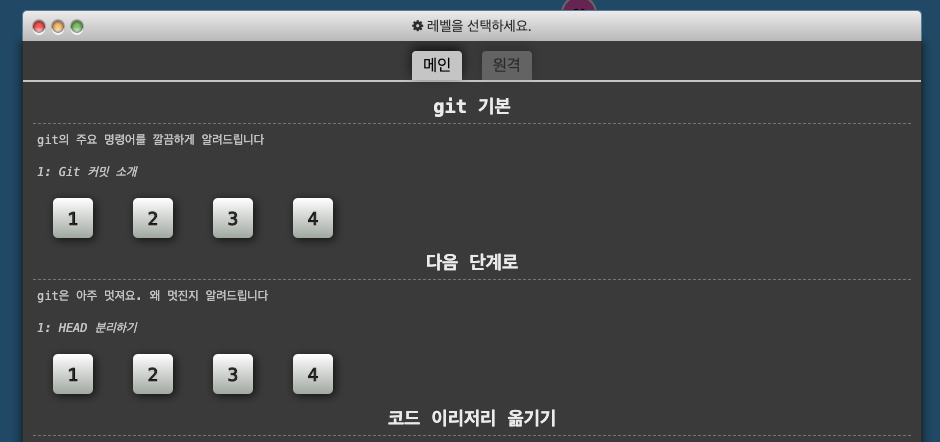 레벨을 선택하세요.
메인 원격
git 기본
git의 주요 명령어를 깔끔하게 알려드립니다
1: Git 커밋 소개
1 2 3 4
다음 단계로
git은 아주 멋져요. 왜 멋진지 알려드립니다
1: HEAD 분리하기
1 2 3 4
코드 이리저리 옮기기